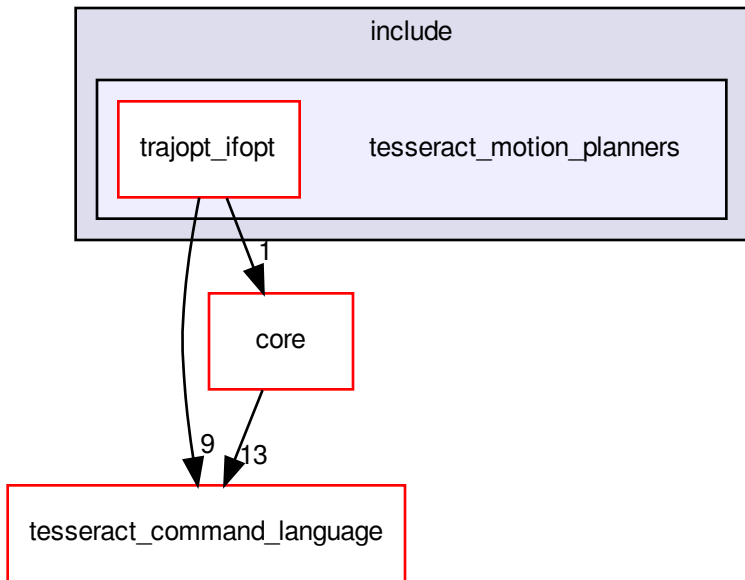 include
trajopt_ifopt
tesseract_motion_planners
1
core
9
13
tesseract_command_language